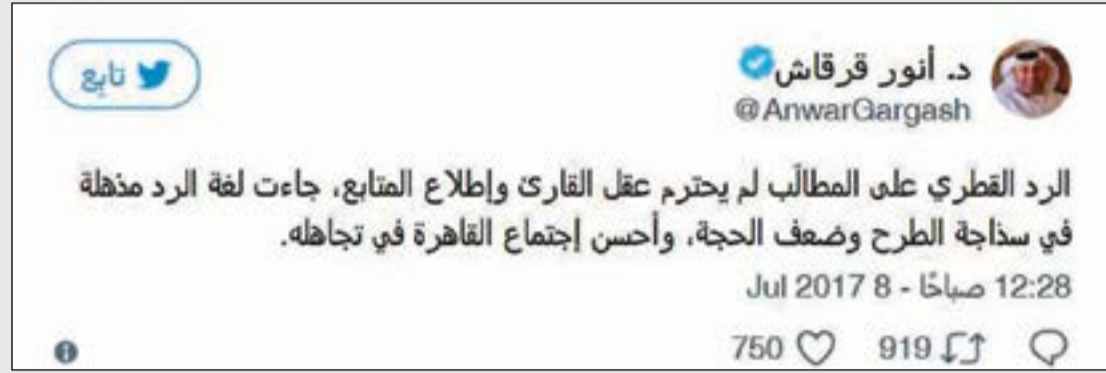 د. أنور قرقاش
تابع
@AnwarGargash
الرد القطري على المطالَب لم يحترم عقل القارئ وإطلاع المتابع، جاءت لغة الرد مذهلة
في سذاجة الطرح وضعف الحجة، وأحسن إجتماع القاهرة في تجاهله.
12:28 صباحًا - 8 Jul 2017
919 750